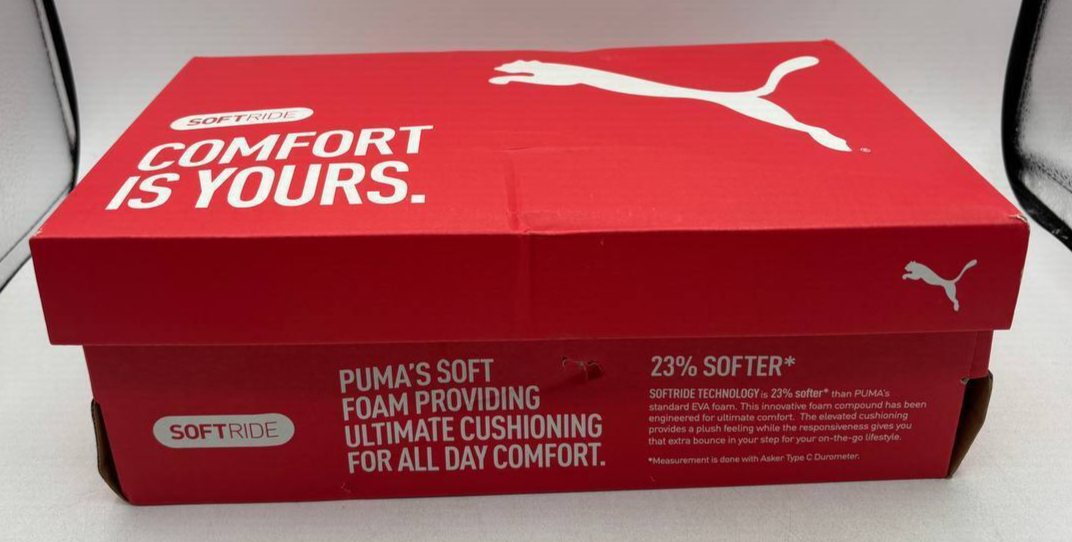 SOFTRIDE
COMFORT
IS YOURS.
®
SOFTRIDE
PUMA'S SOFT
FOAM PROVIDING
ULTIMATE CUSHIONING
FOR ALL DAY COMFORT.
23% SOFTER*
SOFTRIDE TECHNOLOGY is 23% softer* than PUMA's
standard EVA foam. This innovative foam compound has been
engineered for ultimate comfort. The elevated cushioning
provides a plush feeling while the responsiveness gives you
that extra bounce in your step for your on-the-go lifestyle.
*Measurement is done with Asker Type C Durometer.